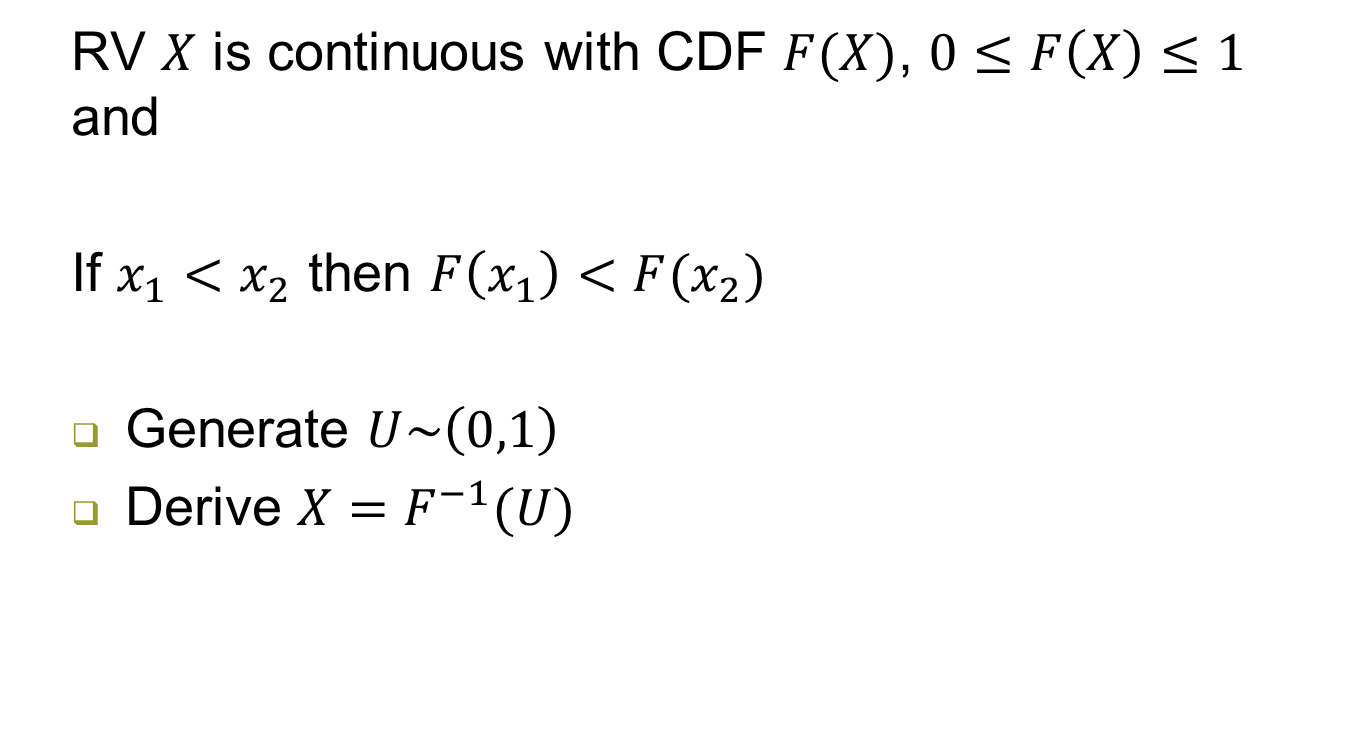 RV X is continuous with CDF F(X), 0 ≤ F(X) ≤ 1
and
If x₁ < x₂ then F(x₁) < F(x₂)
❑ Generate U~(0,1)
❑ Derive X = F⁻¹(U)